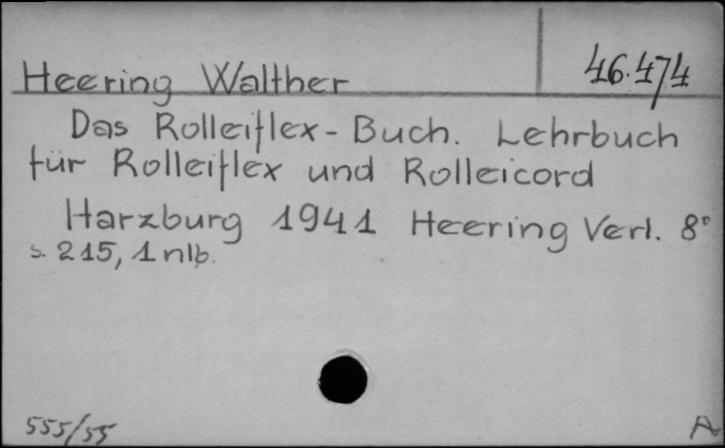 Heering Walther 46.474
Das Rolleiflex-Buch. Lehrbuch
für Rolleiflex und Rolleicord
Harzburg 1941 Heering Verl. 8°
s. 215, 1 nlb.
555/55 A